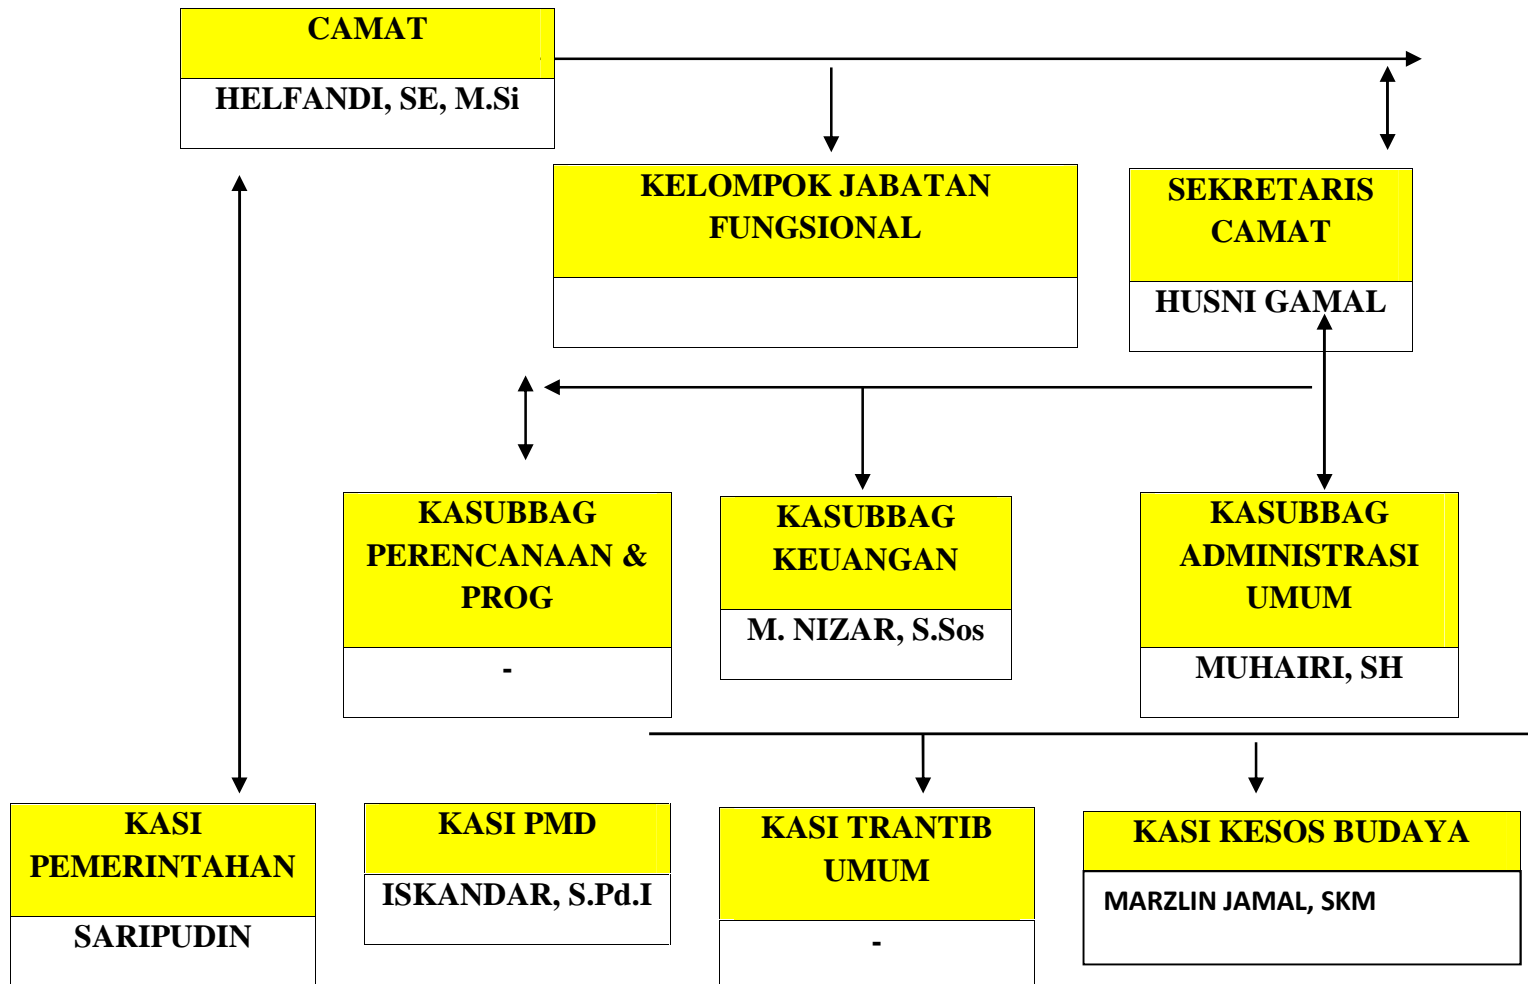 CAMAT
HELFANDI, SE, M.Si
KELOMPOK JABATAN
FUNGSIONAL
SEKRETARIS
CAMAT
HUSNI GAMAL
KASUBBAG
PERENCANAAN &
PROG
-
KASUBBAG
KEUANGAN
M. NIZAR, S.Sos
KASUBBAG
ADMINISTRASI
UMUM
MUHAIRI, SH
KASI
PEMERINTAHAN
SARIPUDIN
KASI PMD
ISKANDAR, S.Pd.I
KASI TRANTIB
UMUM
-
KASI KESOS BUDAYA
MARZLIN JAMAL, SKM